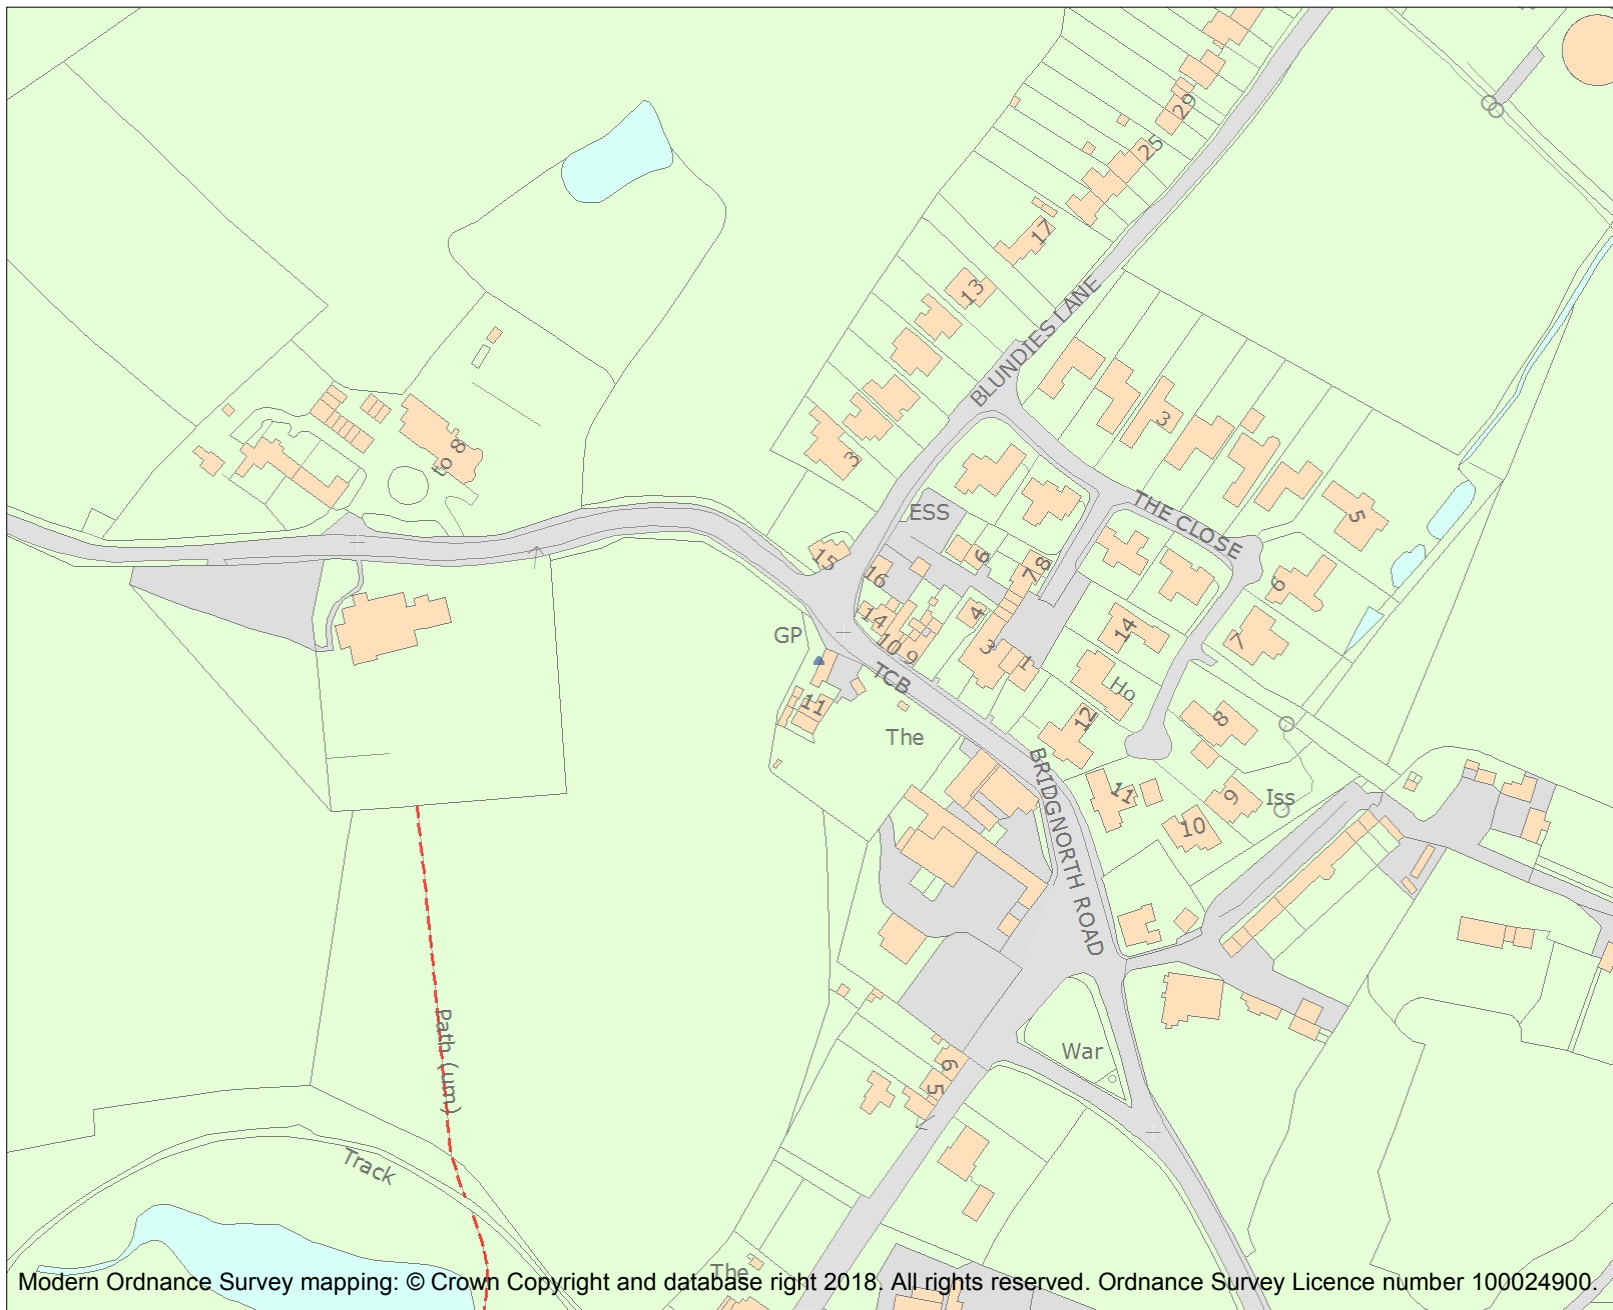 29
25
17
13
BLUNDIES LANE
3
3
to 8
THE CLOSE
5
ESS
15
16
6
7 8
6
4
14
10 9
3
1
14
7
GP
TCB
11
Ho
12
8
The
BRIDGNORTH ROAD
11
9
Iss
10
War
6
5
Path (um)
Track
The
Modern Ordnance Survey mapping: © Crown Copyright and database right 2018. All rights reserved. Ordnance Survey Licence number 100024900.